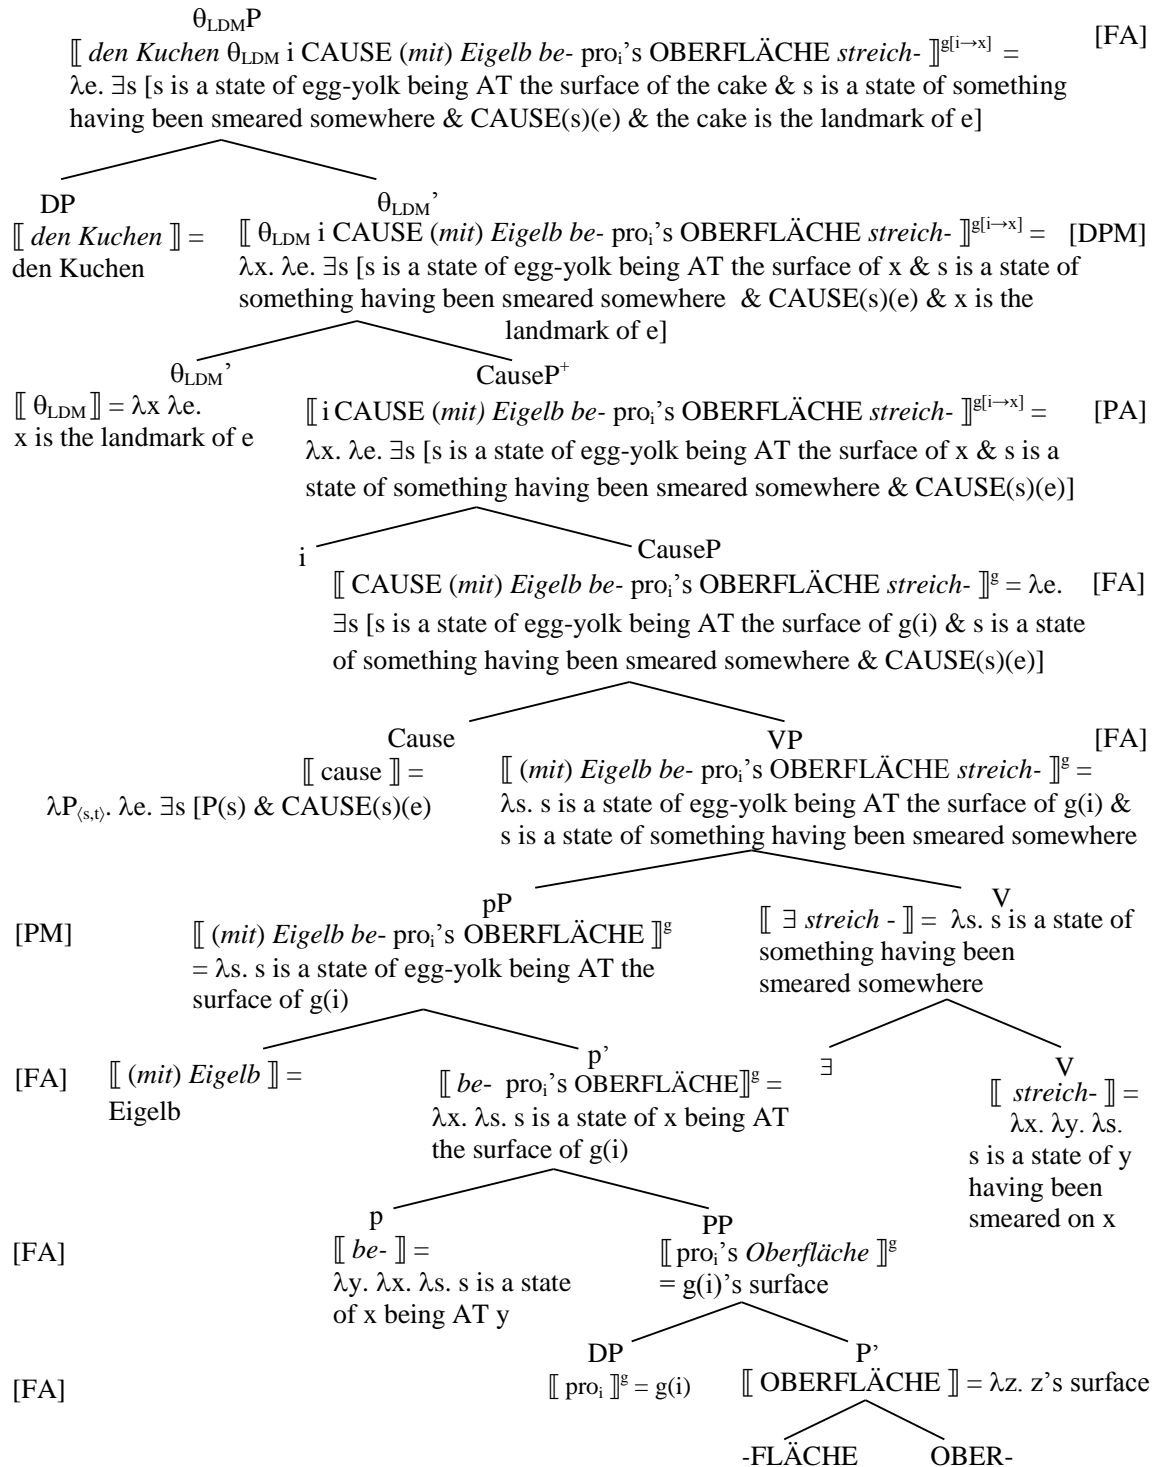 θLDMP
⟦ den Kuchen θLDM i CAUSE (mit) Eigelb be- proi's OBERFLÄCHE streich- ⟧g[i→x] = [FA]
λe. ∃s [s is a state of egg-yolk being AT the surface of the cake & s is a state of something
having been smeared somewhere & CAUSE(s)(e) & the cake is the landmark of e]
DP
⟦ den Kuchen ⟧ =
den Kuchen
θLDM'
⟦ θLDM i CAUSE (mit) Eigelb be- proi's OBERFLÄCHE streich- ⟧g[i→x] = [DPM]
λx. λe. ∃s [s is a state of egg-yolk being AT the surface of x & s is a state of
something having been smeared somewhere & CAUSE(s)(e) & x is the
landmark of e]
θLDM'
⟦ θLDM ⟧ = λx λe.
x is the landmark of e
CauseP+
⟦ i CAUSE (mit) Eigelb be- proi's OBERFLÄCHE streich- ⟧g[i→x] = [PA]
λx. λe. ∃s [s is a state of egg-yolk being AT the surface of x & s is a
state of something having been smeared somewhere & CAUSE(s)(e)]
i
CauseP
⟦ CAUSE (mit) Eigelb be- proi's OBERFLÄCHE streich- ⟧g = λe. [FA]
∃s [s is a state of egg-yolk being AT the surface of g(i) & s is a state
of something having been smeared somewhere & CAUSE(s)(e)]
Cause
⟦ cause ⟧ =
λP⟨s,t⟩. λe. ∃s [P(s) & CAUSE(s)(e)
VP [FA]
⟦ (mit) Eigelb be- proi's OBERFLÄCHE streich- ⟧g =
λs. s is a state of egg-yolk being AT the surface of g(i) &
s is a state of something having been smeared somewhere
pP
[PM] ⟦ (mit) Eigelb be- proi's OBERFLÄCHE ⟧g
= λs. s is a state of egg-yolk being AT the
surface of g(i)
V
⟦ ∃ streich - ⟧ = λs. s is a state of
something having been
smeared somewhere
[FA] ⟦ (mit) Eigelb ⟧ =
Eigelb
p'
⟦ be- proi's OBERFLÄCHE⟧g =
λx. λs. s is a state of x being AT
the surface of g(i)
∃
V
⟦ streich- ⟧ =
λx. λy. λs.
s is a state of y
having been
smeared on x
p
[FA] ⟦ be- ⟧ =
λy. λx. λs. s is a state
of x being AT y
PP
⟦ proi's Oberfläche ⟧g
= g(i)'s surface
DP
[FA] ⟦ proi ⟧g = g(i)
P'
⟦ OBERFLÄCHE ⟧ = λz. z's surface
-FLÄCHE OBER-